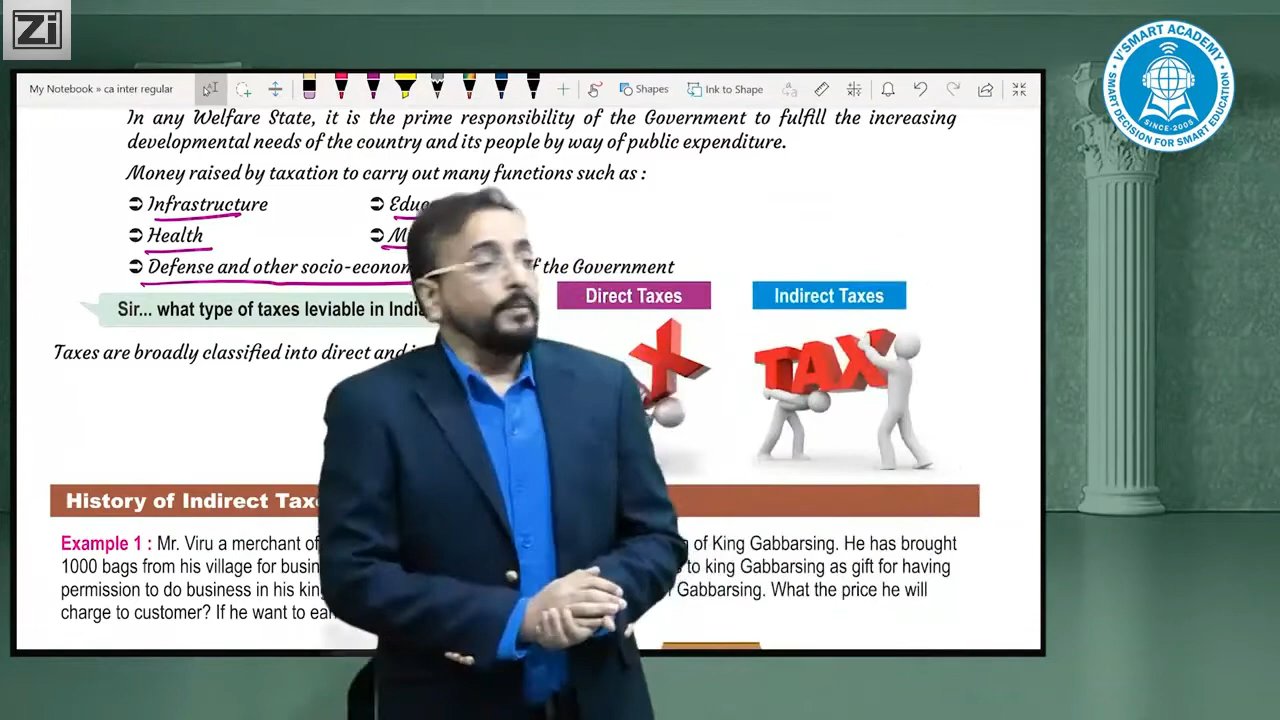 Zi
V'SMART ACADEMY
SMART DECISION FOR SMART EDUCATION
SINCE-2005
My Notebook » ca inter regular
Shapes
Ink to Shape
In any Welfare State, it is the prime responsibility of the Government to fulfill the increasing
developmental needs of the country and its people by way of public expenditure.
Money raised by taxation to carry out many functions such as :
➲ Infrastructure ➲
➲ Health ➲
➲ Defense and other socio- of the Government
Sir... what type of taxes leviable in
Direct Taxes
Indirect Taxes
Taxes are broadly classified into direct and
TAX
History of Indirect
Example 1 : Mr. Viru a merchant of of King Gabbarsing. He has brought
1000 bags from his village for to king Gabbarsing as gift for having
permission to do business in his Gabbarsing. What the price he will
charge to customer? If he want to